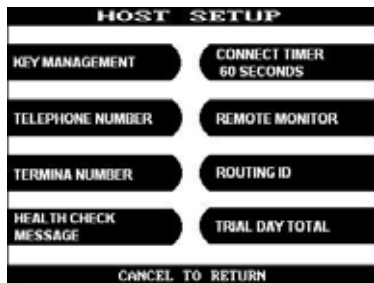 HOST SETUP
KEY MANAGEMENT
CONNECT TIMER
60 SECONDS
TELEPHONE NUMBER
REMOTE MONITOR
TERMINA NUMBER
ROUTING ID
HEALTH CHECK
MESSAGE
TRIAL DAY TOTAL
CANCEL TO RETURN